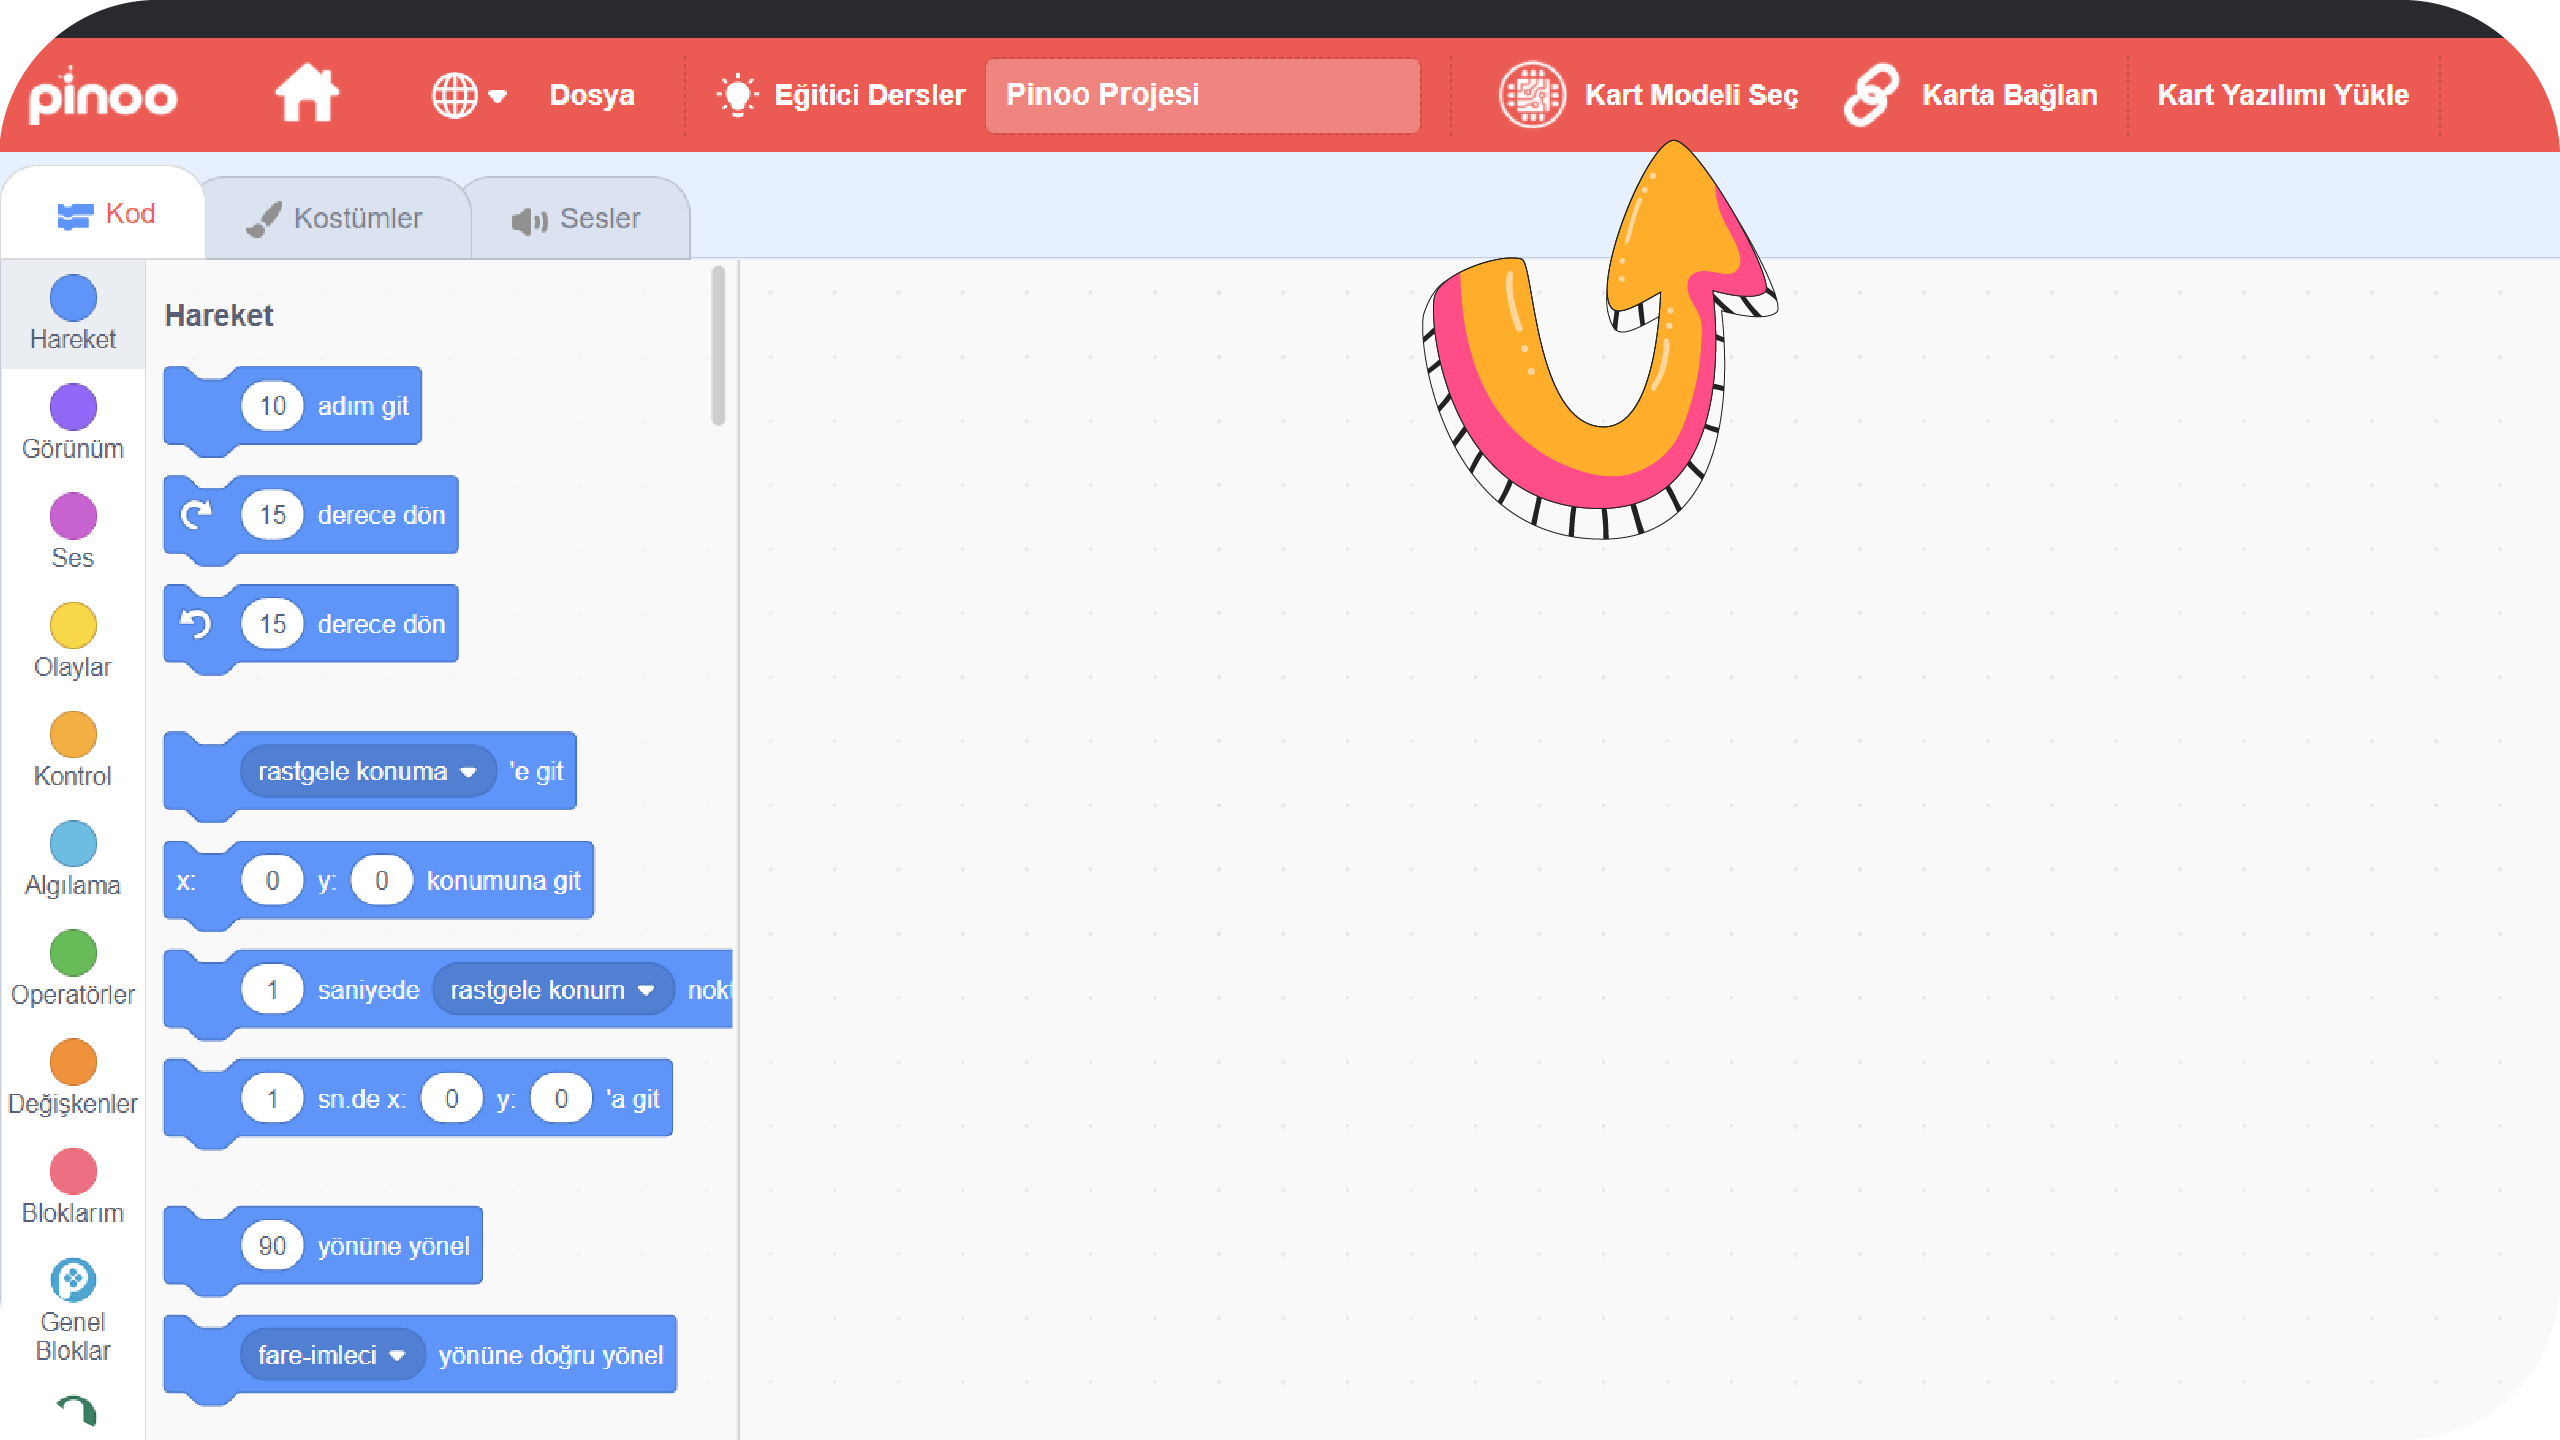 pinoo
Dosya
Eğitici Dersler
Pinoo Projesi
Kart Modeli Seç
Karta Bağlan
Kart Yazılımı Yükle
Kod
Kostümler
Sesler
Hareket
Görünüm
Ses
Olaylar
Kontrol
Algılama
Operatörler
Değişkenler
Bloklarım
Genel
Bloklar
Hareket
10 adım git
15 derece dön
15 derece dön
rastgele konuma 'e git
x: 0 y: 0 konumuna git
1 saniyede rastgele konum
1 sn.de x: 0 y: 0 'a git
90 yönüne yönel
fare-imleci yönüne doğru yönel